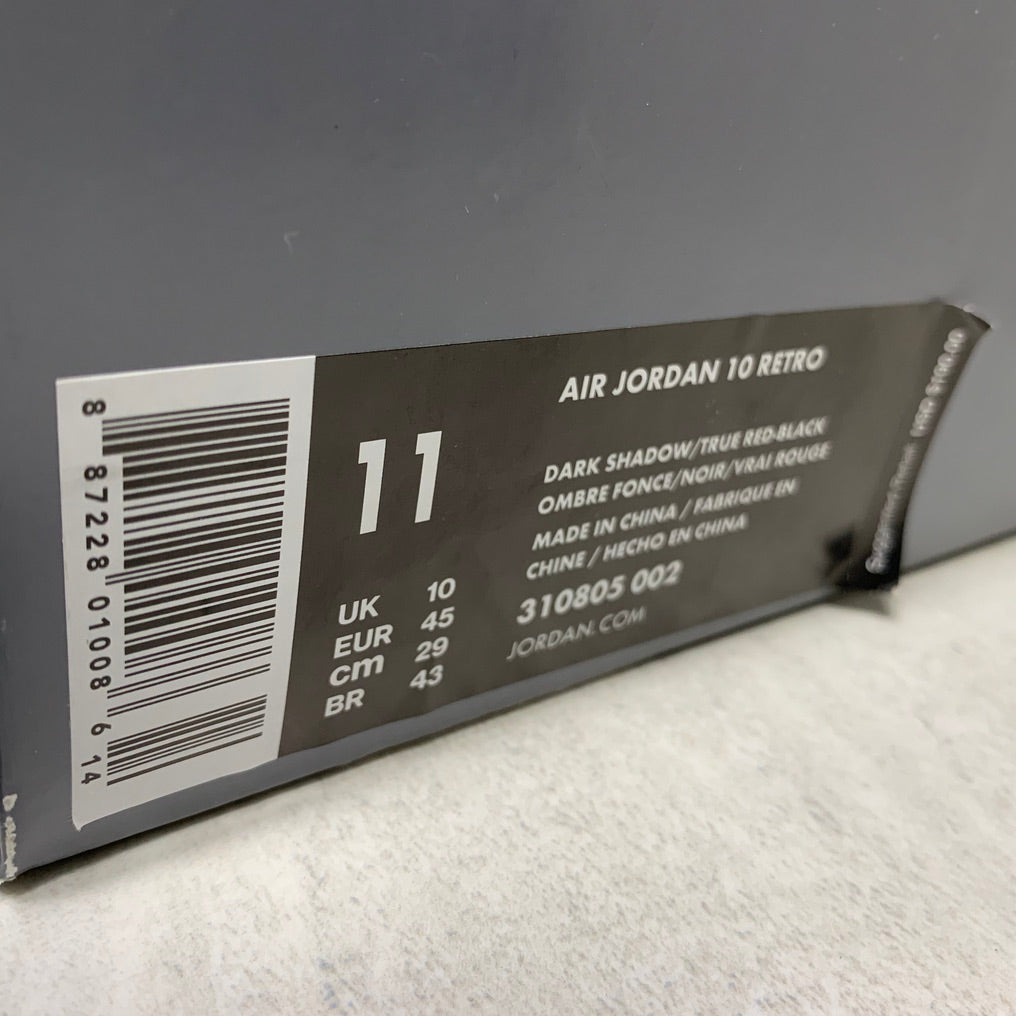 8 87228 01008 6 14
11
UK 10
EUR 45
cm 29
BR 43
AIR JORDAN 10 RETRO
DARK SHADOW/TRUE RED-BLACK
OMBRE FONCE/NOIR/VRAI ROUGE
MADE IN CHINA / FABRIQUE EN
CHINE / HECHO EN CHINA
310805 002
JORDAN.COM